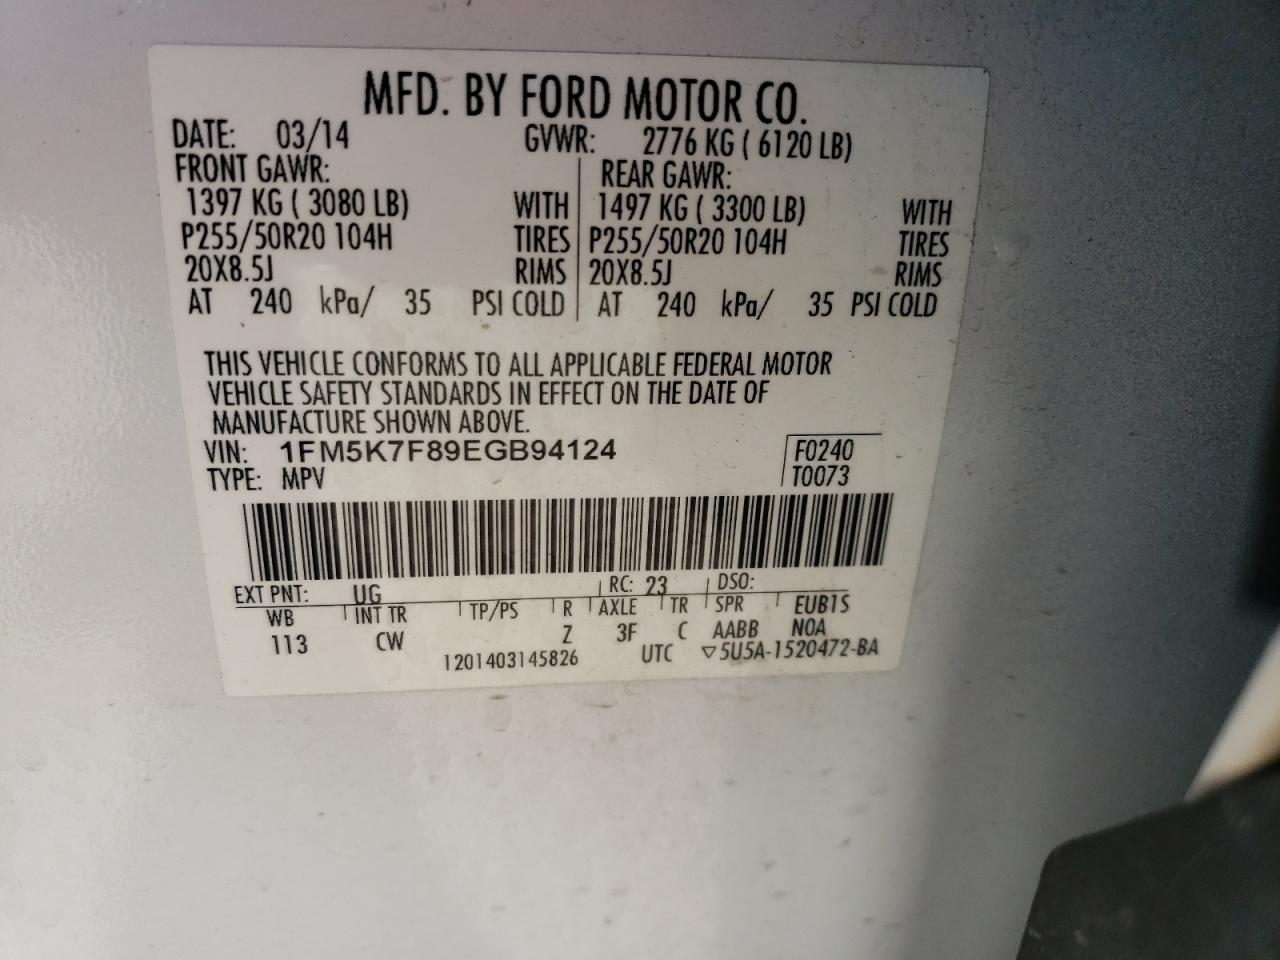 MFD. BY FORD MOTOR CO.
DATE: 03/14 GVWR: 2776 KG ( 6120 LB)
FRONT GAWR: REAR GAWR:
1397 KG ( 3080 LB) WITH 1497 KG ( 3300 LB) WITH
P255/50R20 104H TIRES P255/50R20 104H TIRES
20X8.5J RIMS 20X8.5J RIMS
AT 240 kPa/ 35 PSI COLD AT 240 kPa/ 35 PSI COLD
THIS VEHICLE CONFORMS TO ALL APPLICABLE FEDERAL MOTOR
VEHICLE SAFETY STANDARDS IN EFFECT ON THE DATE OF
MANUFACTURE SHOWN ABOVE.
VIN: 1FM5K7F89EGB94124 F0240
TYPE: MPV T0073
EXT PNT: UG RC: 23 DSO:
WB INT TR TP/PS R AXLE TR SPR EUB1S
113 CW Z 3F C AABB NOA
1201403145826 UTC ▽5U5A-1520472-BA